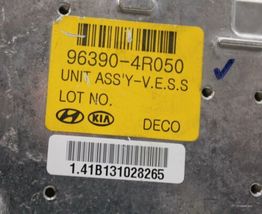 96390-4R050
UNIT ASS'Y-V.E.S.S
LOT NO.
KIA DECO
1.41B131028265